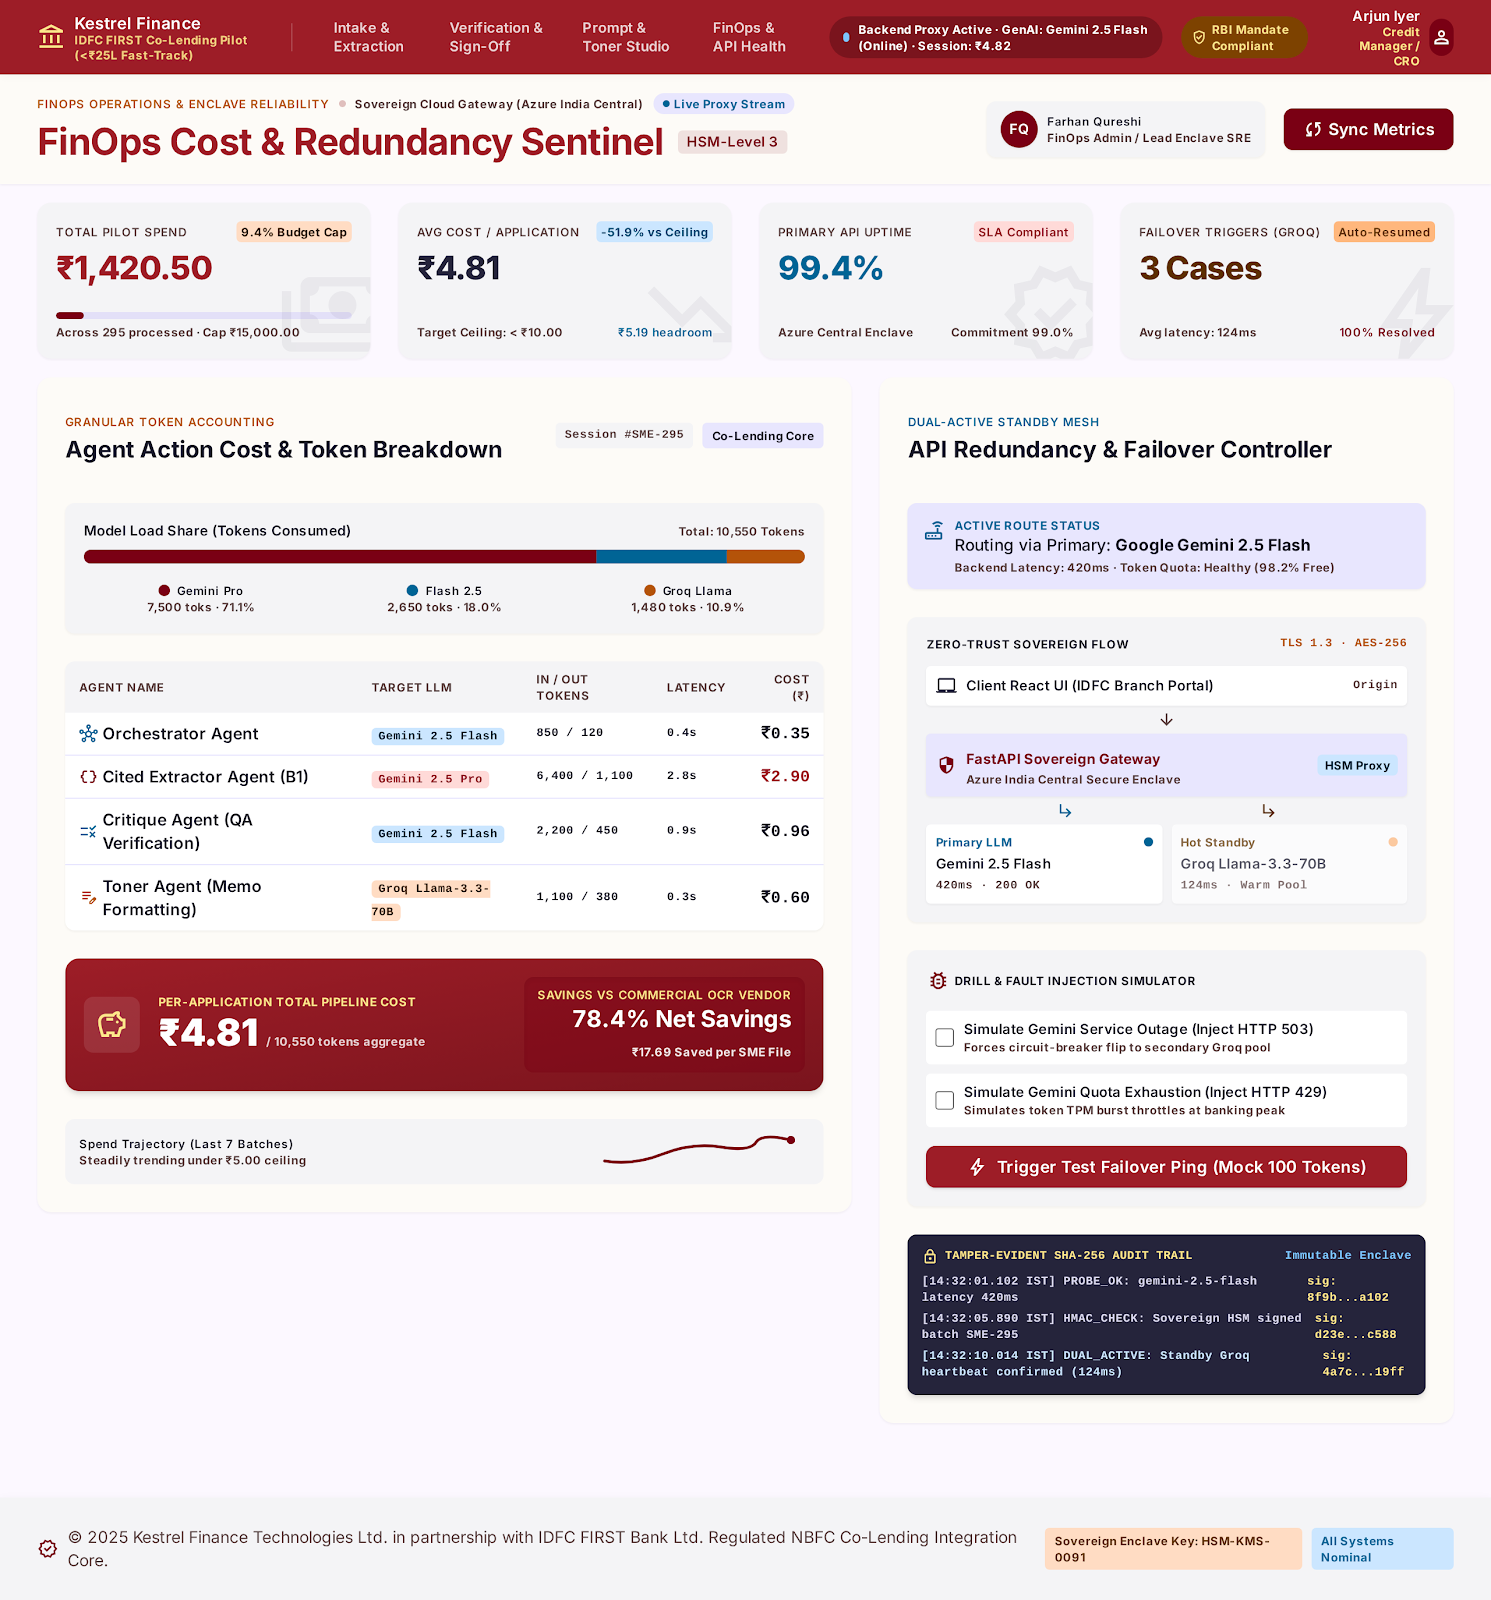 Kestrel Finance
IDFC FIRST Co-Lending Pilot
(<₹25L Fast-Track)
Intake &
Extraction
Verification &
Sign-Off
Prompt &
Toner Studio
FinOps &
API Health
Backend Proxy Active · GenAI: Gemini 2.5 Flash
(Online) · Session: ₹4.82
RBI Mandate
Compliant
Arjun Iyer
Credit
Manager /
CRO
FINOPS OPERATIONS & ENCLAVE RELIABILITY
Sovereign Cloud Gateway (Azure India Central)
Live Proxy Stream
FinOps Cost & Redundancy Sentinel
HSM-Level 3
FQ
Farhan Qureshi
FinOps Admin / Lead Enclave SRE
Sync Metrics
TOTAL PILOT SPEND
9.4% Budget Cap
₹1,420.50
Across 295 processed · Cap ₹15,000.00
AVG COST / APPLICATION
-51.9% vs Ceiling
₹4.81
Target Ceiling: < ₹10.00
₹5.19 headroom
PRIMARY API UPTIME
SLA Compliant
99.4%
Azure Central Enclave
Commitment 99.0%
FAILOVER TRIGGERS (GROQ)
Auto-Resumed
3 Cases
Avg latency: 124ms
100% Resolved
GRANULAR TOKEN ACCOUNTING
Agent Action Cost & Token Breakdown
Session #SME-295
Co-Lending Core
Model Load Share (Tokens Consumed)
Total: 10,550 Tokens
Gemini Pro
7,500 toks · 71.1%
Flash 2.5
2,650 toks · 18.0%
Groq Llama
1,480 toks · 10.9%
AGENT NAME
TARGET LLM
IN / OUT
TOKENS
LATENCY
COST
(₹)
Orchestrator Agent
Gemini 2.5 Flash
850 / 120
0.4s
₹0.35
Cited Extractor Agent (B1)
Gemini 2.5 Pro
6,400 / 1,100
2.8s
₹2.90
Critique Agent (QA
Verification)
Gemini 2.5 Flash
2,200 / 450
0.9s
₹0.96
Toner Agent (Memo
Formatting)
Groq Llama-3.3-
70B
1,100 / 380
0.3s
₹0.60
PER-APPLICATION TOTAL PIPELINE COST
₹4.81 / 10,550 tokens aggregate
SAVINGS VS COMMERCIAL OCR VENDOR
78.4% Net Savings
₹17.69 Saved per SME File
Spend Trajectory (Last 7 Batches)
Steadily trending under ₹5.00 ceiling
DUAL-ACTIVE STANDBY MESH
API Redundancy & Failover Controller
ACTIVE ROUTE STATUS
Routing via Primary: Google Gemini 2.5 Flash
Backend Latency: 420ms · Token Quota: Healthy (98.2% Free)
ZERO-TRUST SOVEREIGN FLOW
TLS 1.3 · AES-256
Client React UI (IDFC Branch Portal)
Origin
FastAPI Sovereign Gateway
Azure India Central Secure Enclave
HSM Proxy
Primary LLM
Gemini 2.5 Flash
420ms · 200 OK
Hot Standby
Groq Llama-3.3-70B
124ms · Warm Pool
DRILL & FAULT INJECTION SIMULATOR
Simulate Gemini Service Outage (Inject HTTP 503)
Forces circuit-breaker flip to secondary Groq pool
Simulate Gemini Quota Exhaustion (Inject HTTP 429)
Simulates token TPM burst throttles at banking peak
Trigger Test Failover Ping (Mock 100 Tokens)
TAMPER-EVIDENT SHA-256 AUDIT TRAIL
Immutable Enclave
[14:32:01.102 IST] PROBE_OK: gemini-2.5-flash
latency 420ms
sig:
8f9b...a102
[14:32:05.890 IST] HMAC_CHECK: Sovereign HSM signed
batch SME-295
sig:
d23e...c588
[14:32:10.014 IST] DUAL_ACTIVE: Standby Groq
heartbeat confirmed (124ms)
sig:
4a7c...19ff
© 2025 Kestrel Finance Technologies Ltd. in partnership with IDFC FIRST Bank Ltd. Regulated NBFC Co-Lending Integration
Core.
Sovereign Enclave Key: HSM-KMS-
0091
All Systems
Nominal